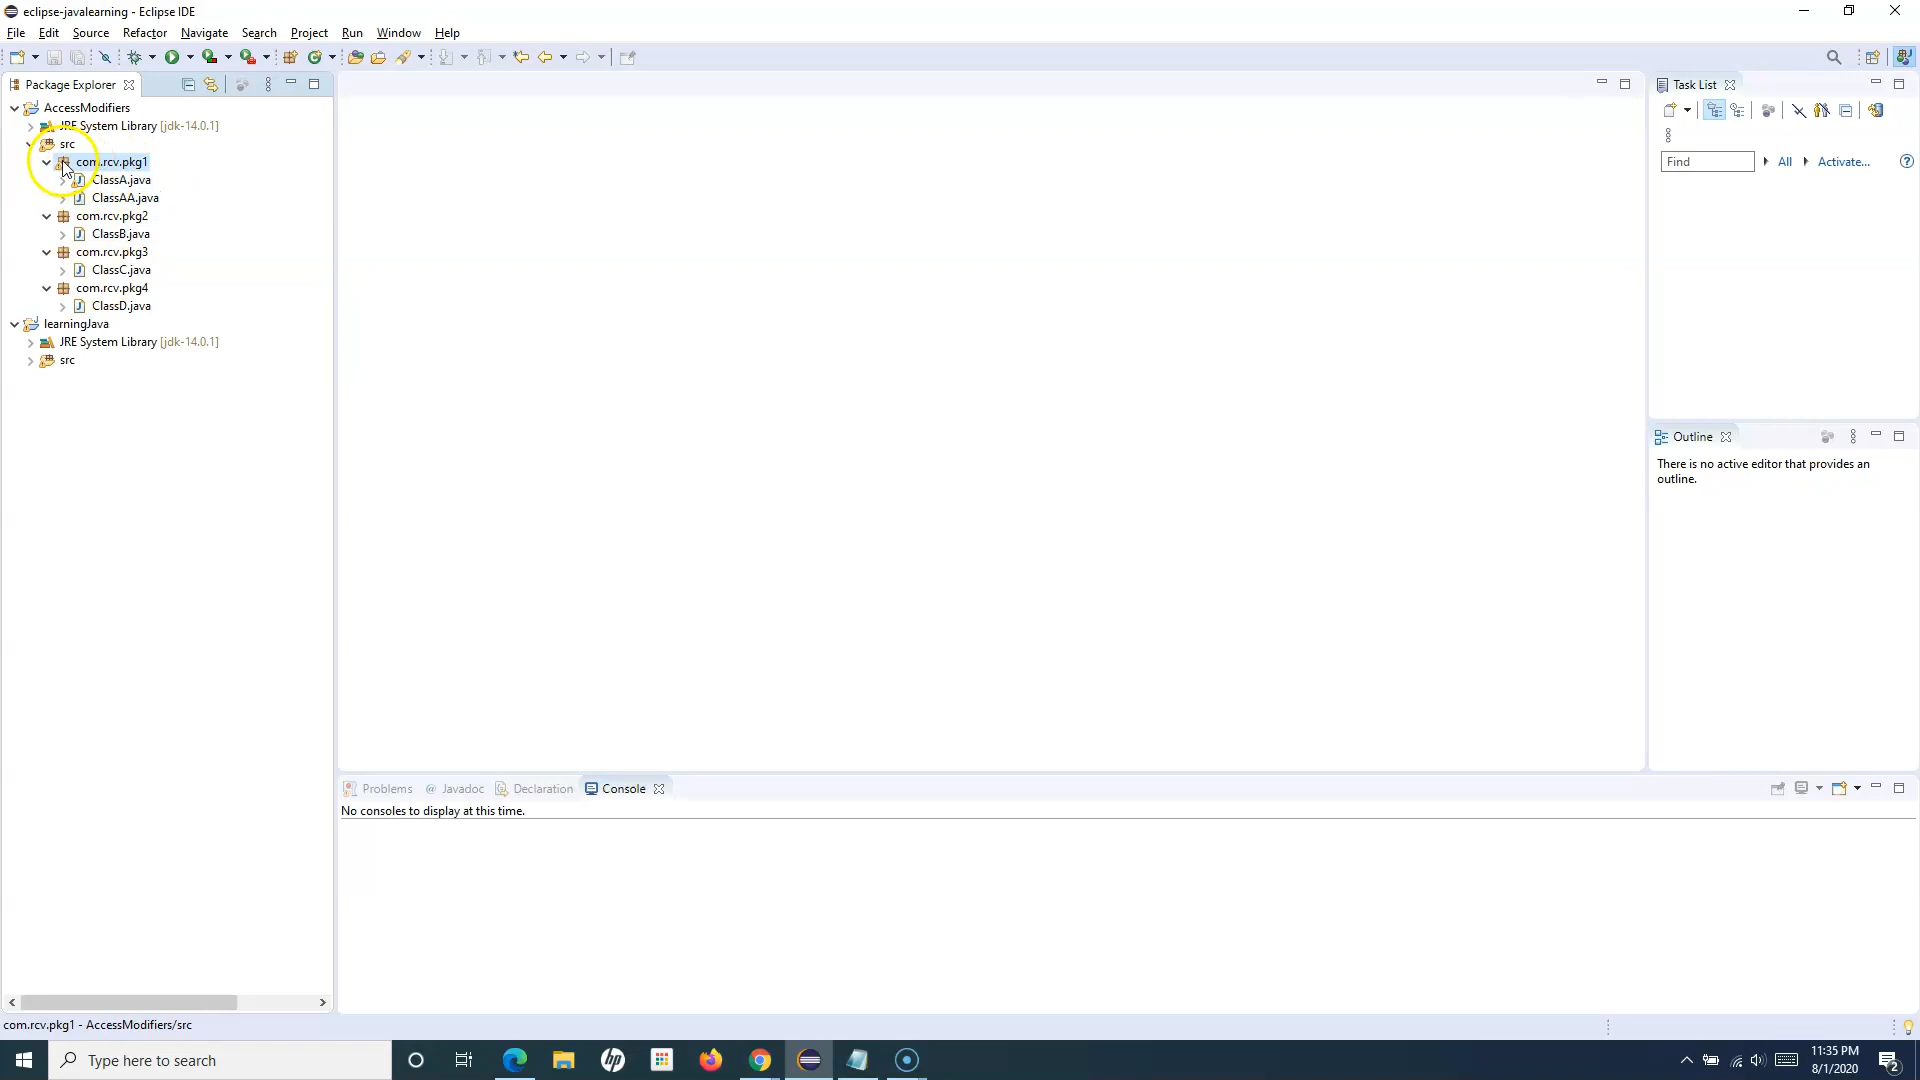 eclipse-javalearning - Eclipse IDE
File Edit Source Refactor Navigate Search Project Run Window Help
Package Explorer
AccessModifiers
JRE System Library [jdk-14.0.1]
src
com.rcv.pkg1
ClassA.java
ClassAA.java
com.rcv.pkg2
ClassB.java
com.rcv.pkg3
ClassC.java
com.rcv.pkg4
ClassD.java
learningJava
JRE System Library [jdk-14.0.1]
src
Task List
Find All Activate...
Outline
There is no active editor that provides an
outline.
Problems @ Javadoc Declaration Console
No consoles to display at this time.
com.rcv.pkg1 - AccessModifiers/src
Type here to search
hp
11:35 PM
8/1/2020
2